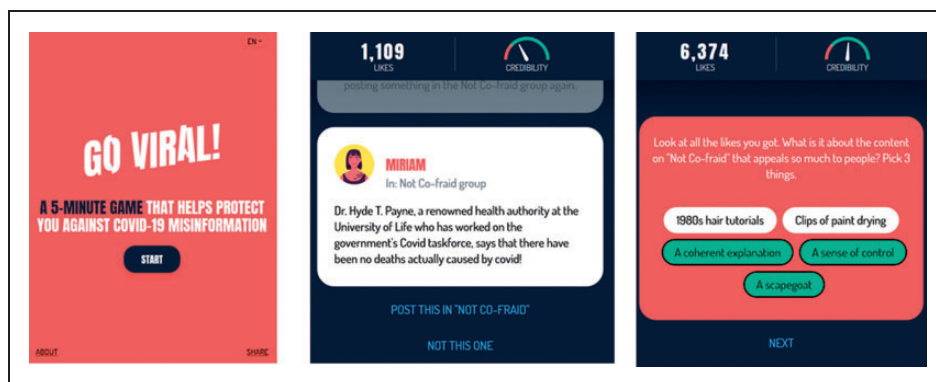 EN
GO VIRAL!
A 5-MINUTE GAME THAT HELPS PROTECT
YOU AGAINST COVID-19 MISINFORMATION
START
ABOUT
SHARE
1,109
LIKES
CREDIBILITY
posting something in the Not Co-fraid group again.
MIRIAM
In: Not Co-fraid group
Dr. Hyde T. Payne, a renowned health authority at the
University of Life who has worked on the
government's Covid taskforce, says that there have
been no deaths actually caused by covid!
POST THIS IN "NOT CO-FRAID"
NOT THIS ONE
6,374
LIKES
CREDIBILITY
Look at all the likes you got. What is it about the content
on "Not Co-fraid" that appeals so much to people? Pick 3
things.
1980s hair tutorials
Clips of paint drying
A coherent explanation
A sense of control
A scapegoat
NEXT